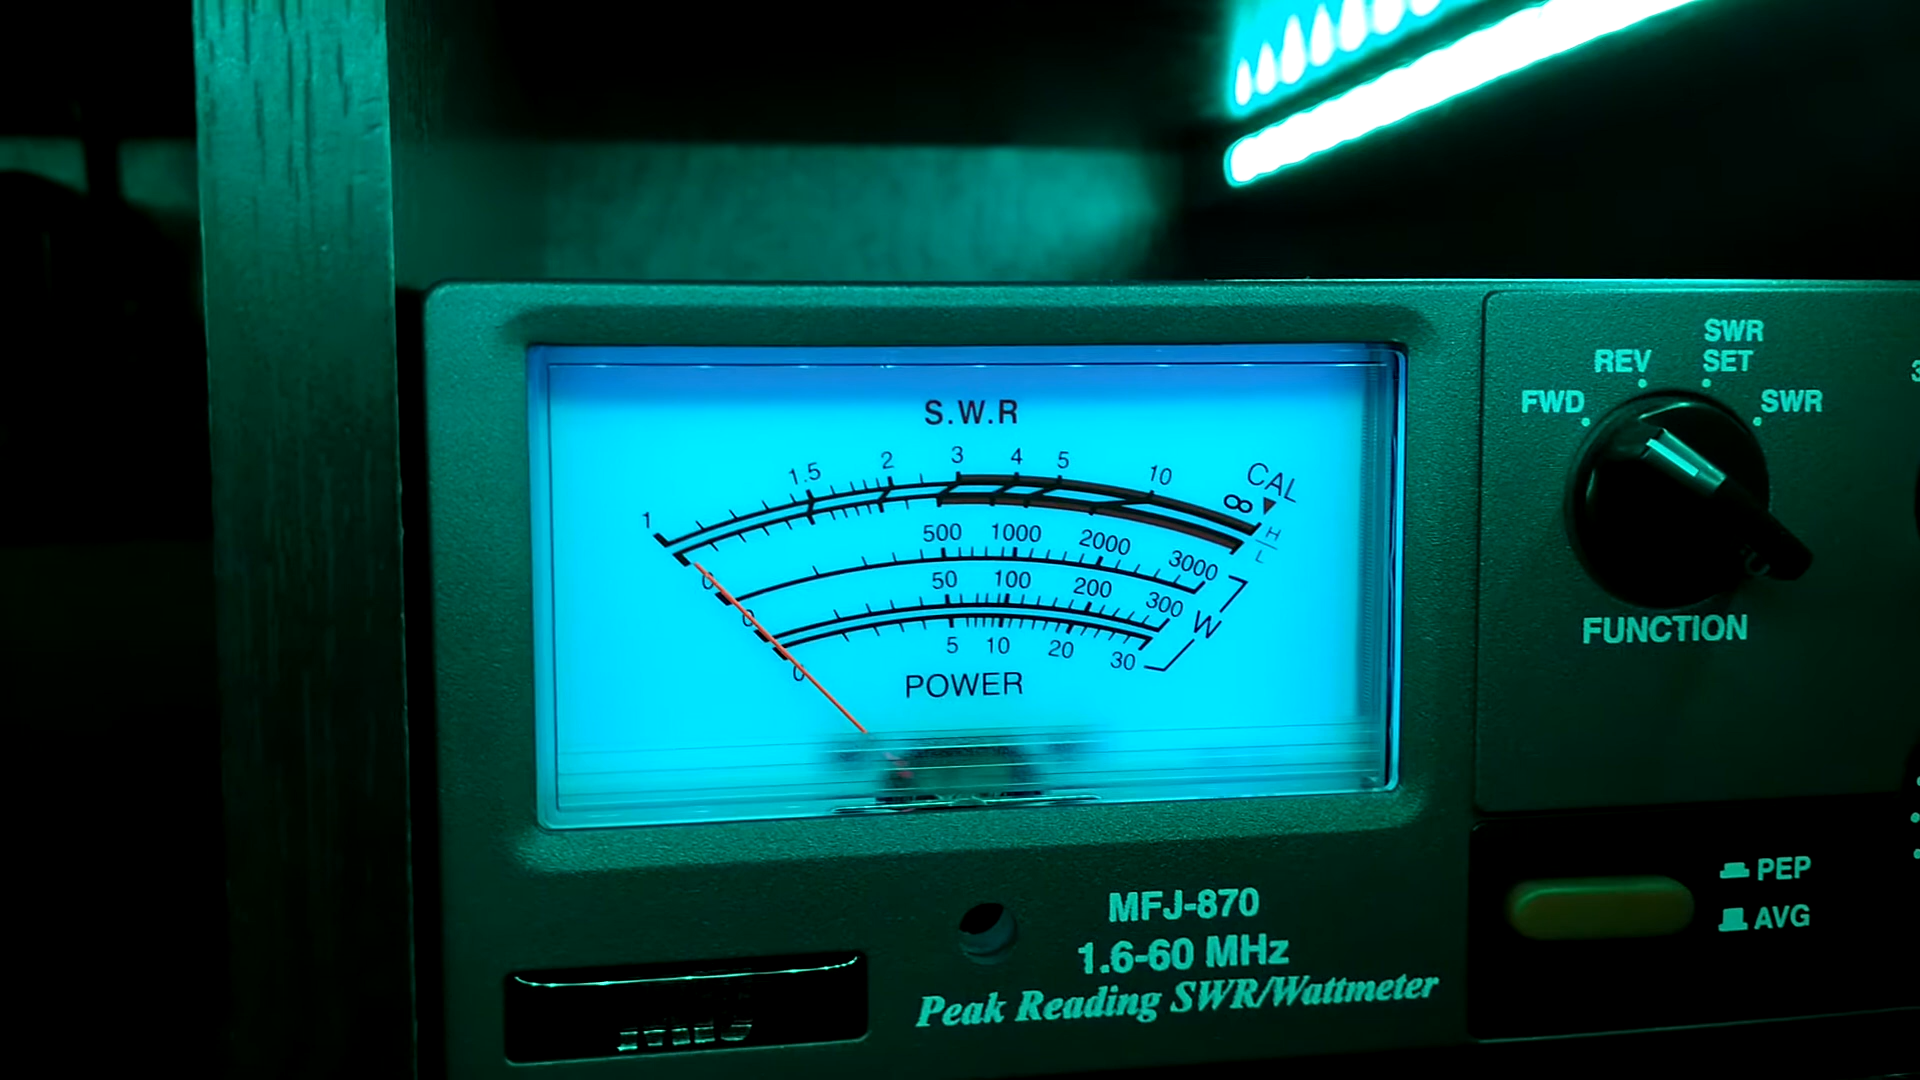 S.W.R
1 1.5 2 3 4 5 10 ∞ CAL
H
L
0 500 1000 2000 3000
0 50 100 200 300 W
0 5 10 20 30
POWER
FWD REV SWR SET SWR
FUNCTION
MFJ-870
1.6-60 MHz
Peak Reading SWR/Wattmeter
PEP
AVG